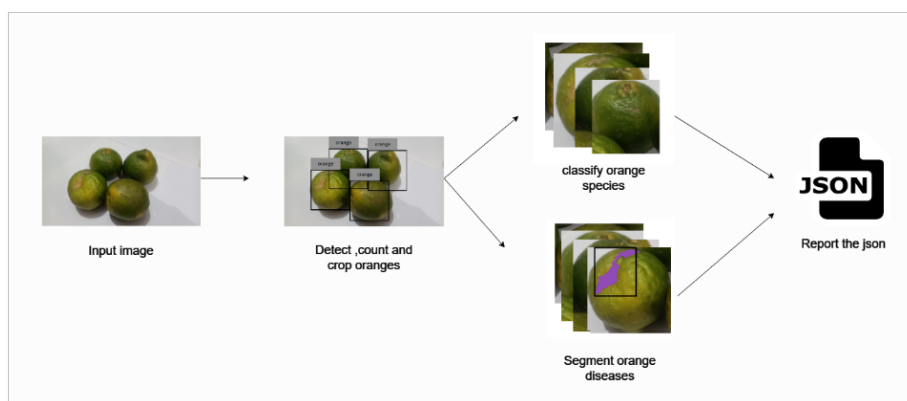 Input image
orange
orange
orange
orange
Detect ,count and
crop oranges
classify orange
species
Segment orange
diseases
JSON
Report the json